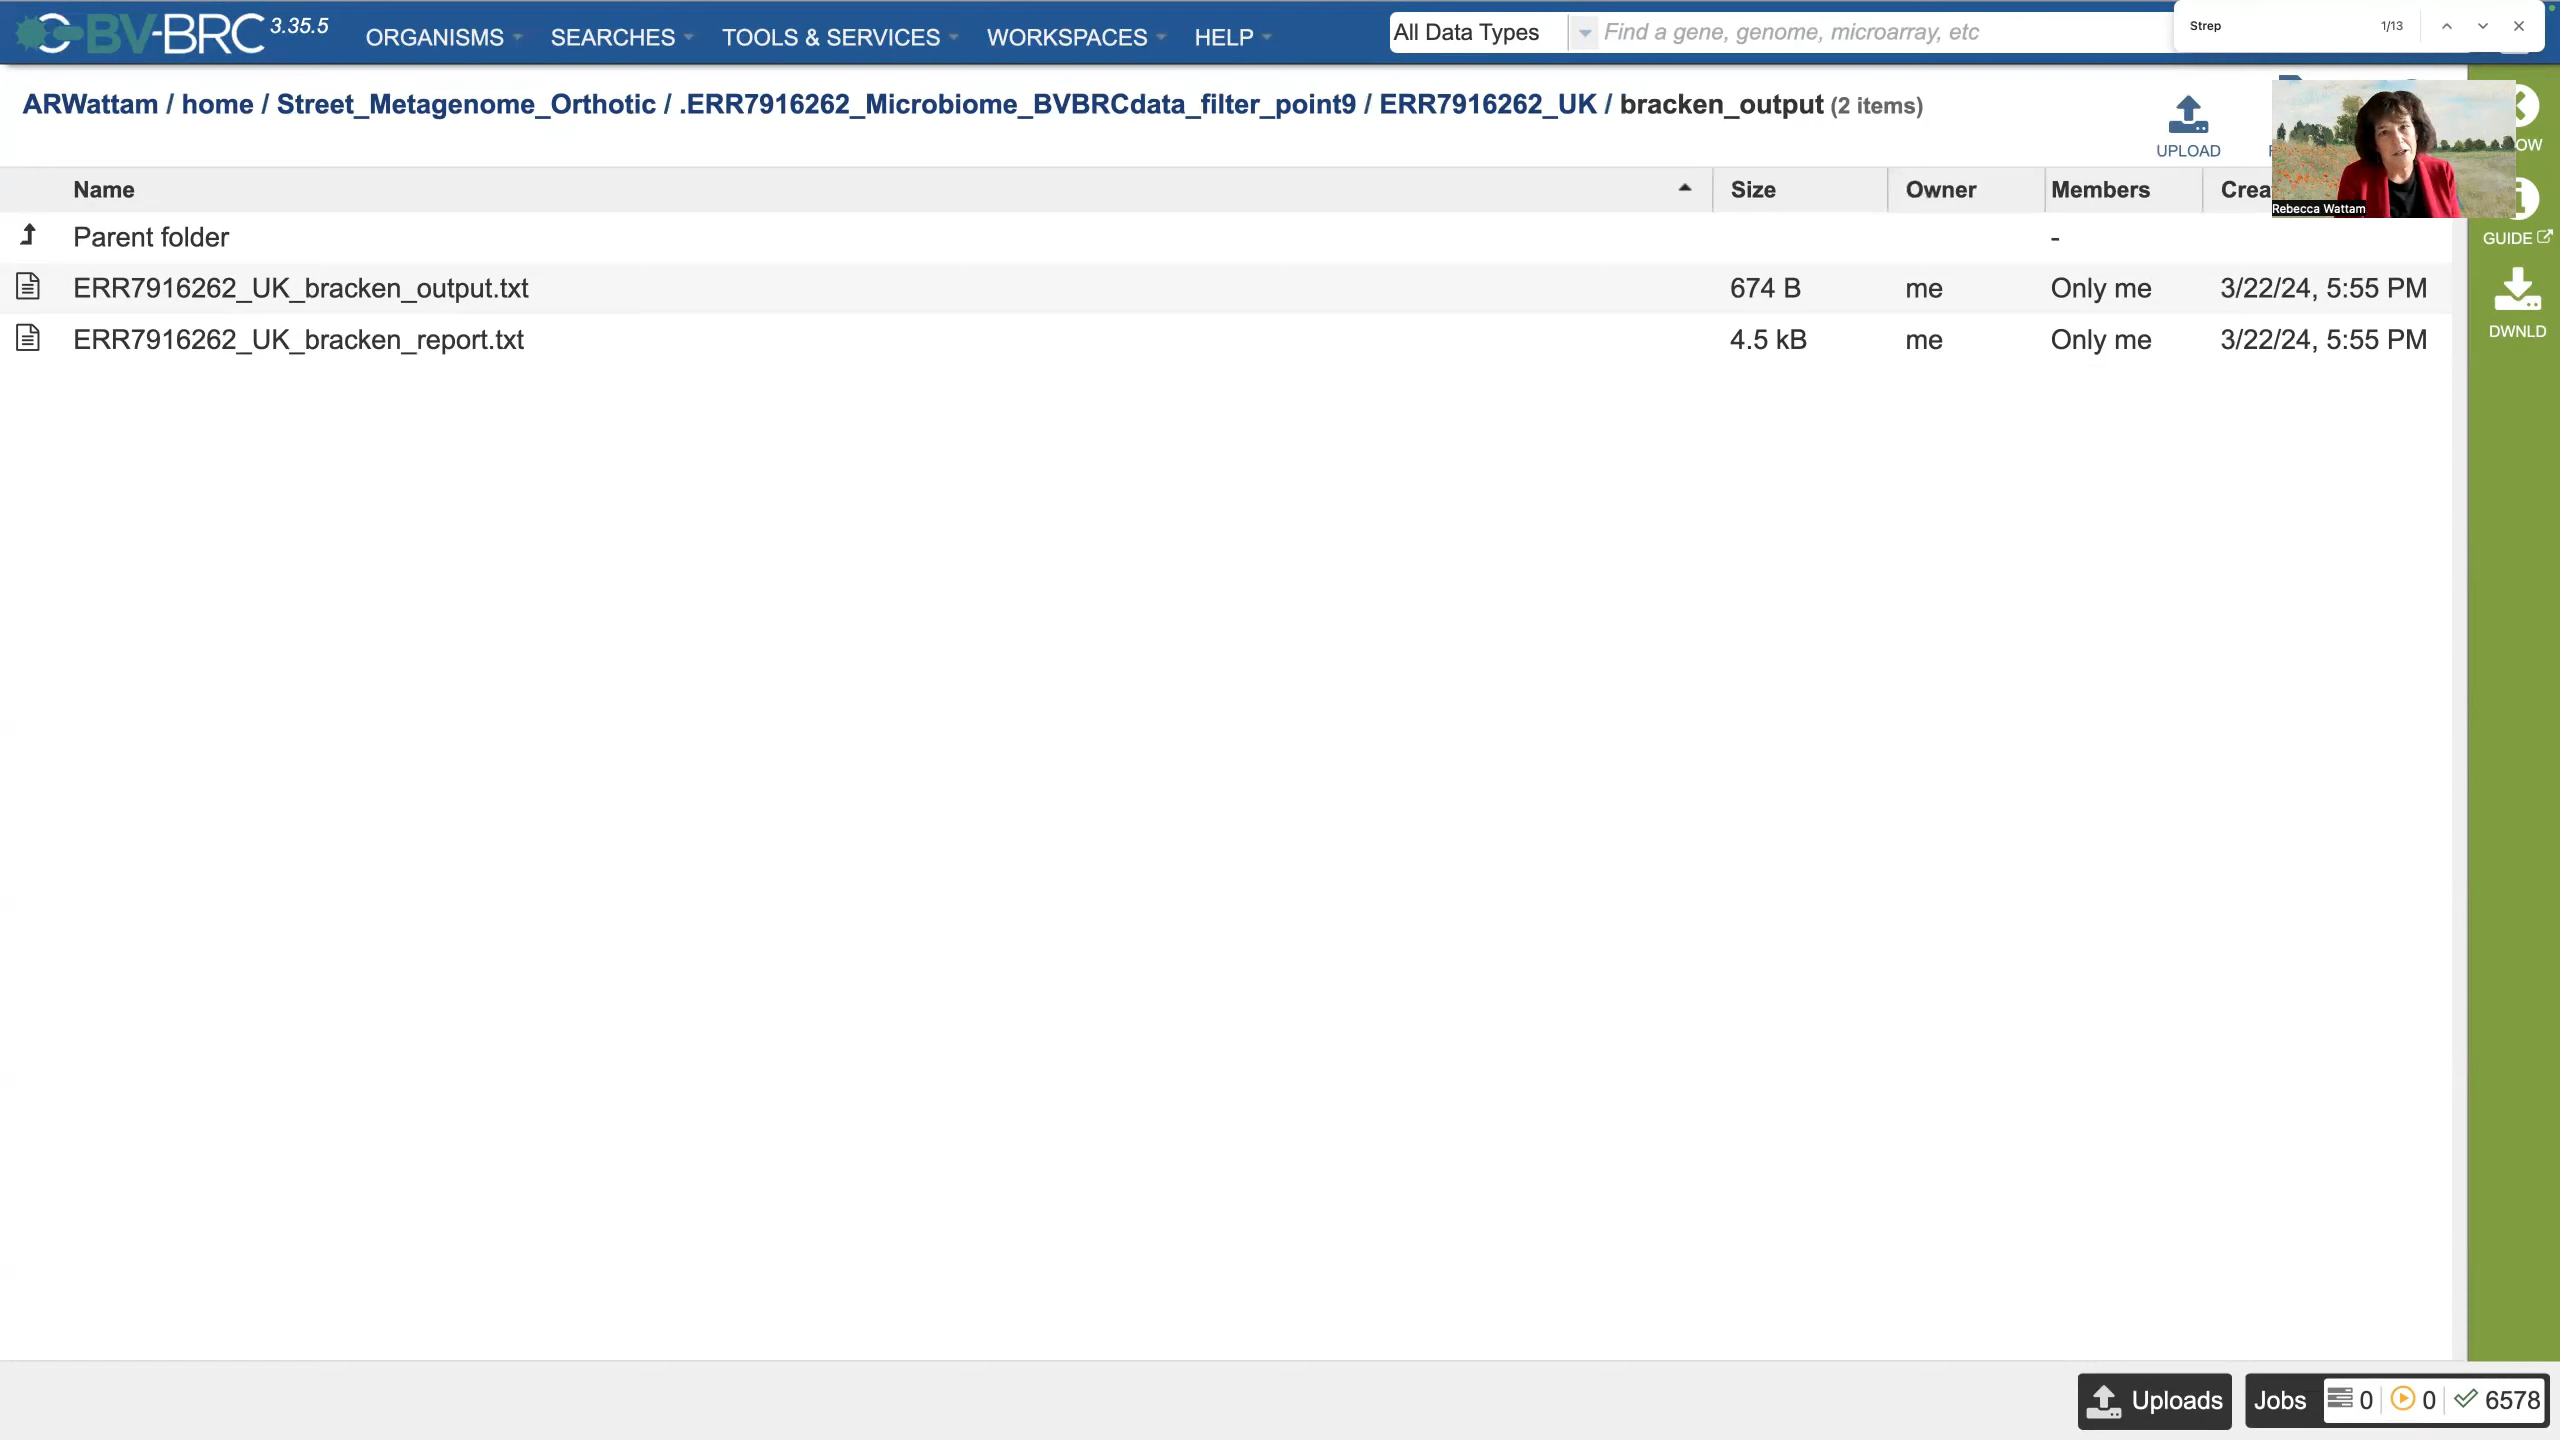 BV-BRC 3.35.5
ORGANISMS SEARCHES TOOLS & SERVICES WORKSPACES HELP
All Data Types Find a gene, genome, microarray, etc
Strep 1/13
ARWattam / home / Street_Metagenome_Orthotic / .ERR7916262_Microbiome_BVBRCdata_filter_point9 / ERR7916262_UK / bracken_output (2 items)
UPLOAD
OW
Rebecca Wattam
GUIDE
DWNLD
Name Size Owner Members Crea
Parent folder -
ERR7916262_UK_bracken_output.txt 674 B me Only me 3/22/24, 5:55 PM
ERR7916262_UK_bracken_report.txt 4.5 kB me Only me 3/22/24, 5:55 PM
Uploads Jobs 0 0 6578